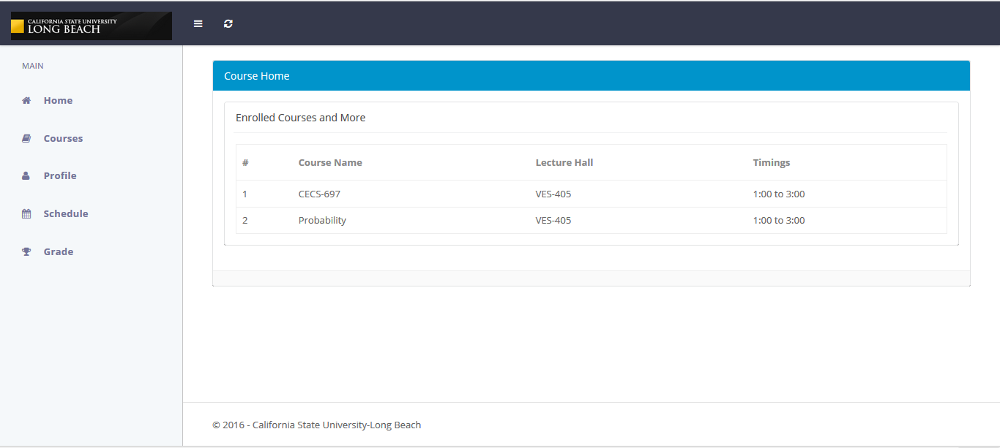 CALIFORNIA STATE UNIVERSITY
LONG BEACH
MAIN
Home
Courses
Profile
Schedule
Grade
Course Home
Enrolled Courses and More
# Course Name Lecture Hall Timings
1 CECS-697 VES-405 1:00 to 3:00
2 Probability VES-405 1:00 to 3:00
© 2016 - California State University-Long Beach